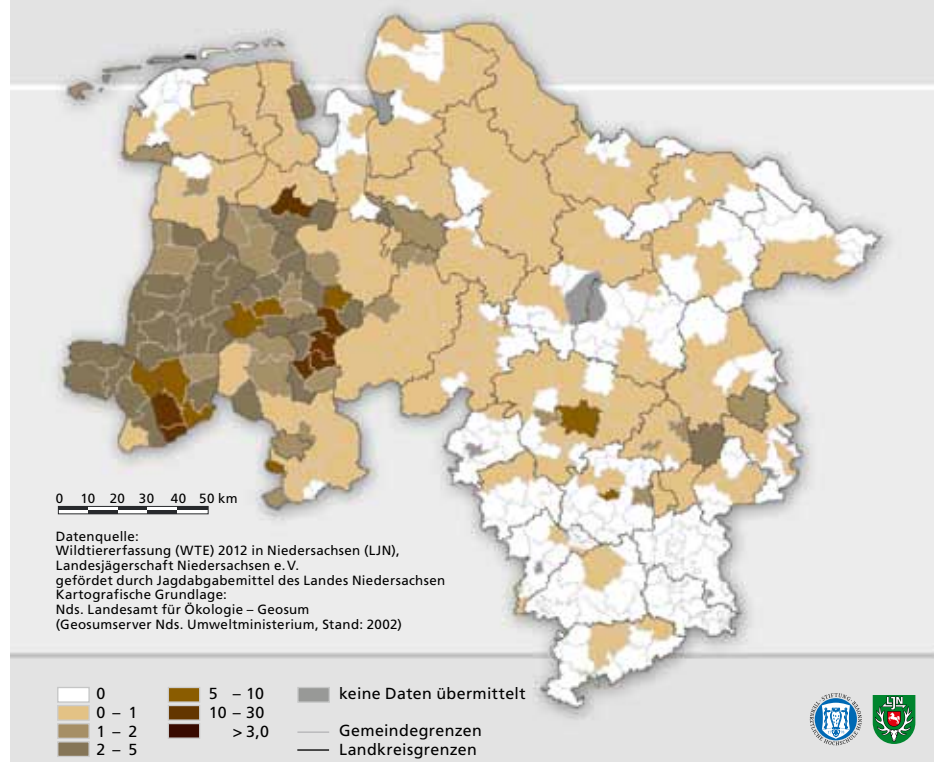 0 10 20 30 40 50 km
Datenquelle:
Wildtiererfassung (WTE) 2012 in Niedersachsen (LJN),
Landesjägerschaft Niedersachsen e. V.
gefördet durch Jagdabgabemittel des Landes Niedersachsen
Kartografische Grundlage:
Nds. Landesamt für Ökologie – Geosum
(Geosumserver Nds. Umweltministerium, Stand: 2002)
0
0 – 1
1 – 2
2 – 5
5 – 10
10 – 30
> 3,0
keine Daten übermittelt
Gemeindegrenzen
Landkreisgrenzen
LJN